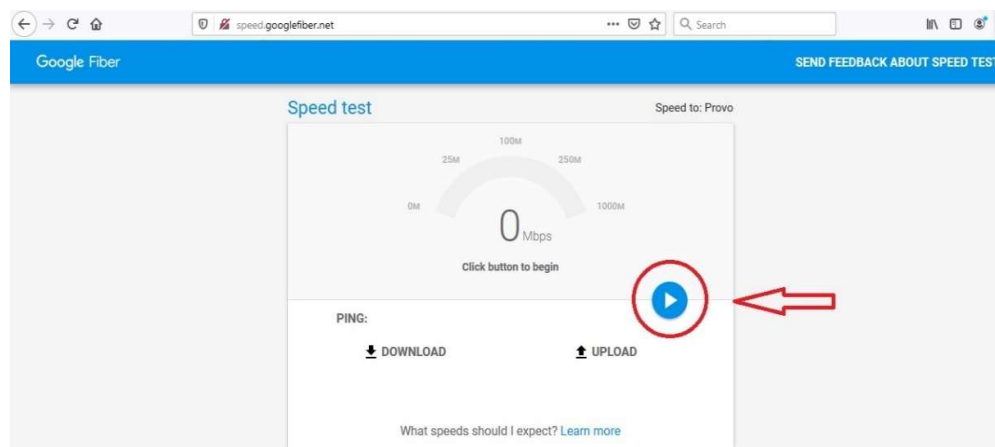 speed.googlefiber.net
Search
Google Fiber
SEND FEEDBACK ABOUT SPEED TEST
Speed test
Speed to: Provo
100M
25M
250M
0M
1000M
0 Mbps
Click button to begin
PING:
DOWNLOAD
UPLOAD
What speeds should I expect? Learn more